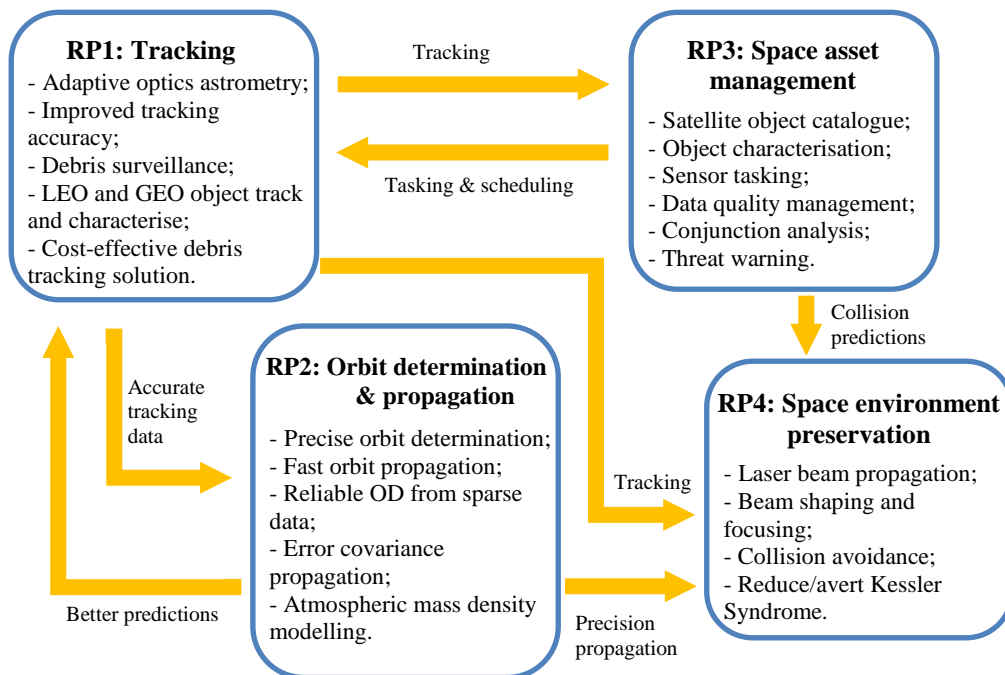 RP1: Tracking
- Adaptive optics astrometry;
- Improved tracking
accuracy;
- Debris surveillance;
- LEO and GEO object track
and characterise;
- Cost-effective debris
tracking solution.
Tracking
Tasking & scheduling
RP3: Space asset
management
- Satellite object catalogue;
- Object characterisation;
- Sensor tasking;
- Data quality management;
- Conjunction analysis;
- Threat warning.
Collision
predictions
Accurate
tracking
data
RP2: Orbit determination
& propagation
- Precise orbit determination;
- Fast orbit propagation;
- Reliable OD from sparse
data;
- Error covariance
propagation;
- Atmospheric mass density
modelling.
Better predictions
Tracking
Precision
propagation
RP4: Space environment
preservation
- Laser beam propagation;
- Beam shaping and
focusing;
- Collision avoidance;
- Reduce/avert Kessler
Syndrome.